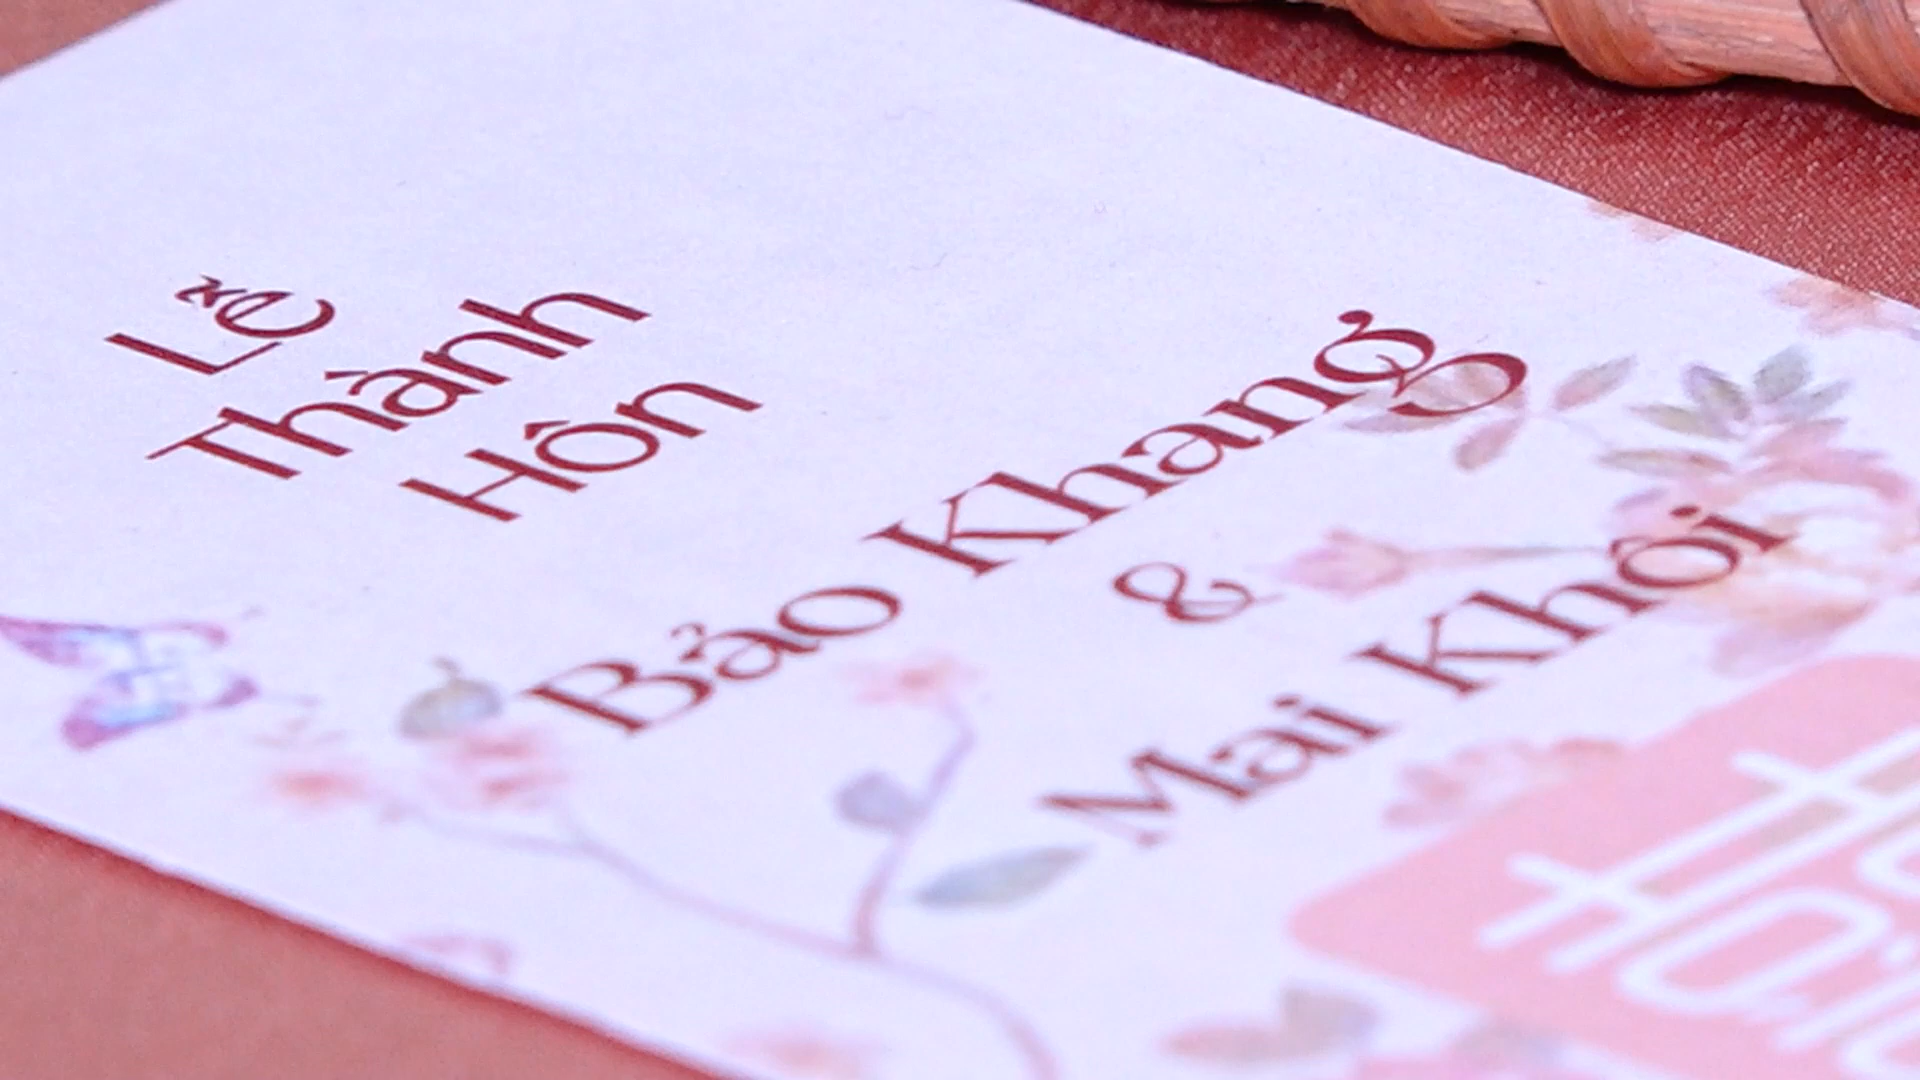 Lễ
Thành
Hôn
Bảo Khang
&
Mai Khôi